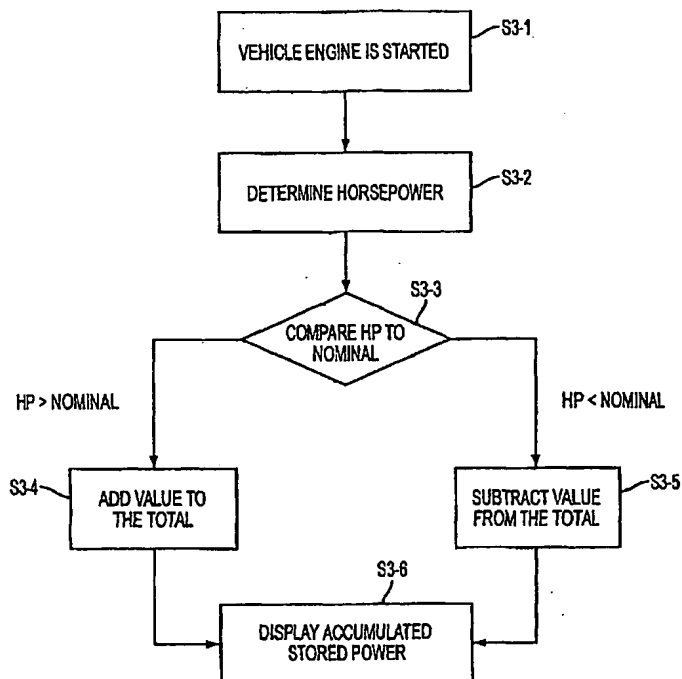 VEHICLE ENGINE IS STARTED
S3-1
DETERMINE HORSEPOWER
S3-2
S3-3
COMPARE HP TO
NOMINAL
HP > NOMINAL
HP < NOMINAL
S3-4
ADD VALUE TO
THE TOTAL
SUBTRACT VALUE
FROM THE TOTAL
S3-5
S3-6
DISPLAY ACCUMULATED
STORED POWER